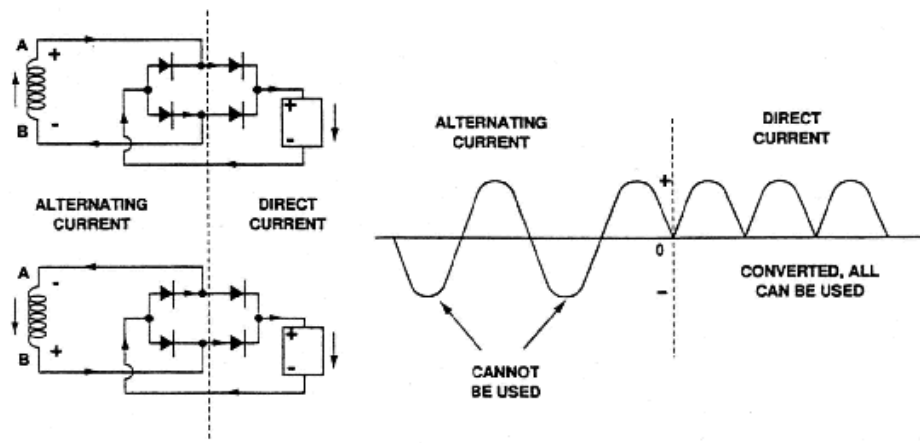 A
+
B
-
+
-
ALTERNATING
CURRENT
DIRECT
CURRENT
A
-
B
+
+
-
ALTERNATING
CURRENT
DIRECT
CURRENT
+
0
-
CONVERTED, ALL
CAN BE USED
CANNOT
BE USED